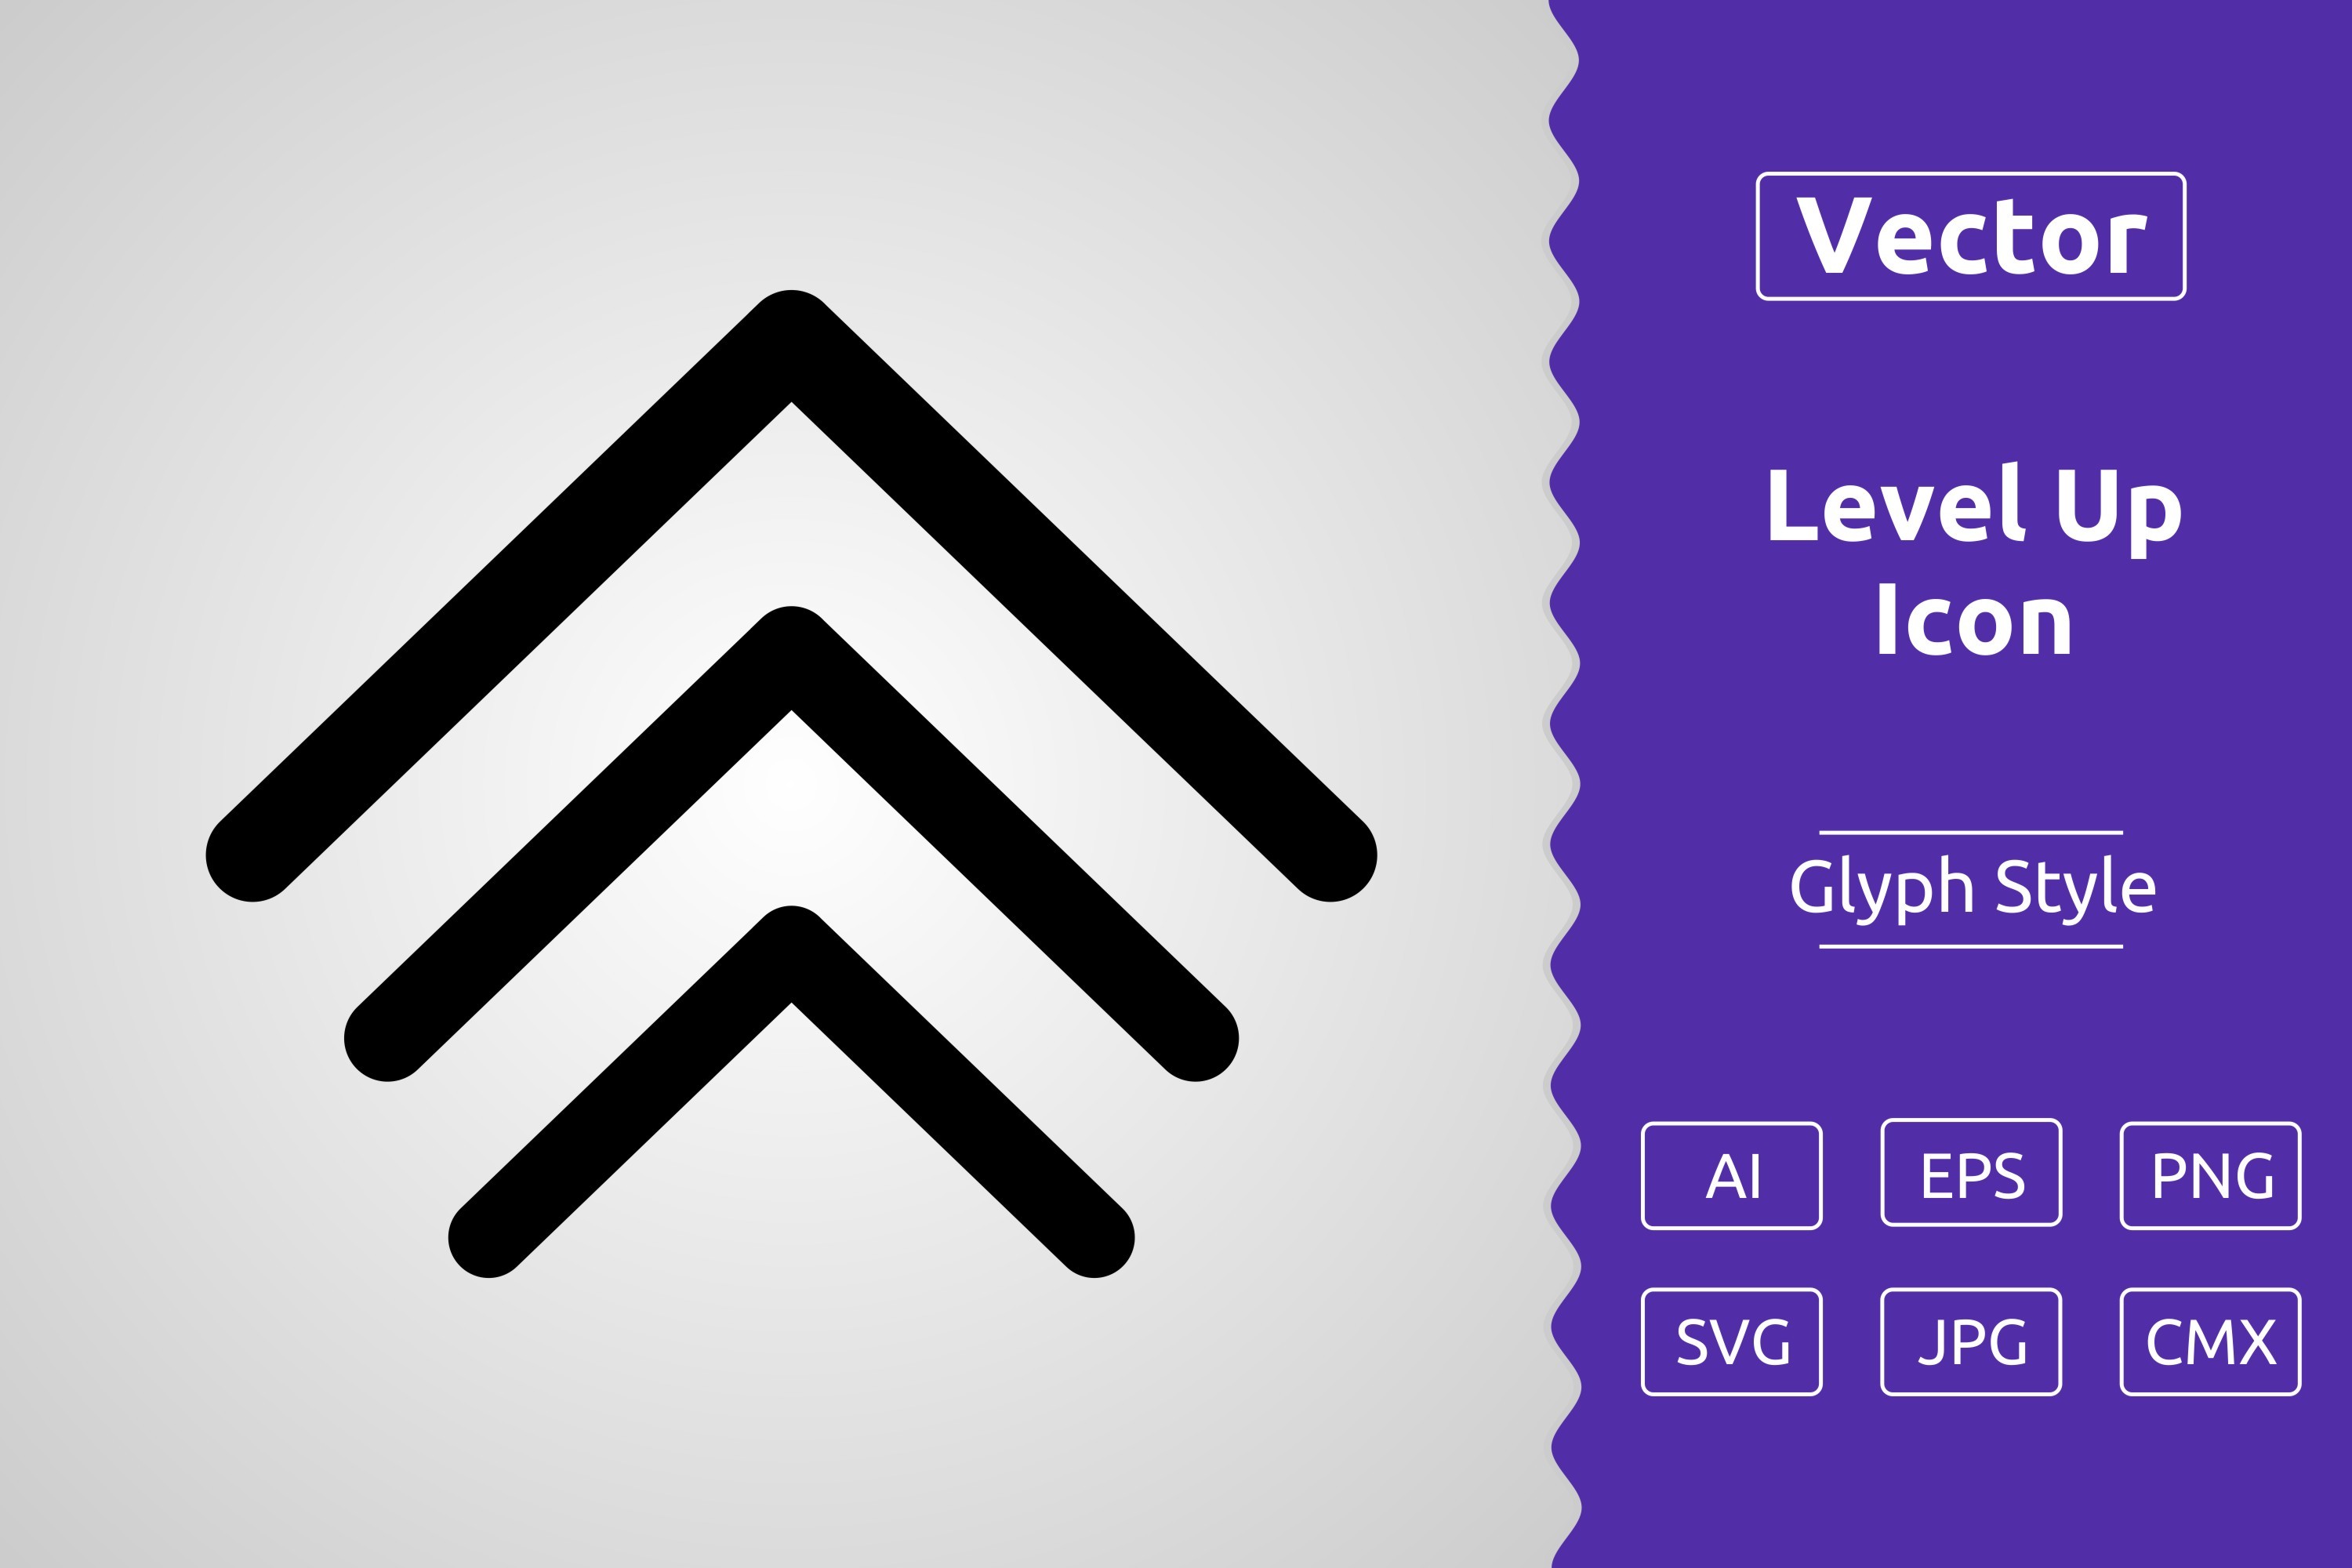 Vector
Level Up
Icon
Glyph Style
AI EPS PNG
SVG JPG CMX